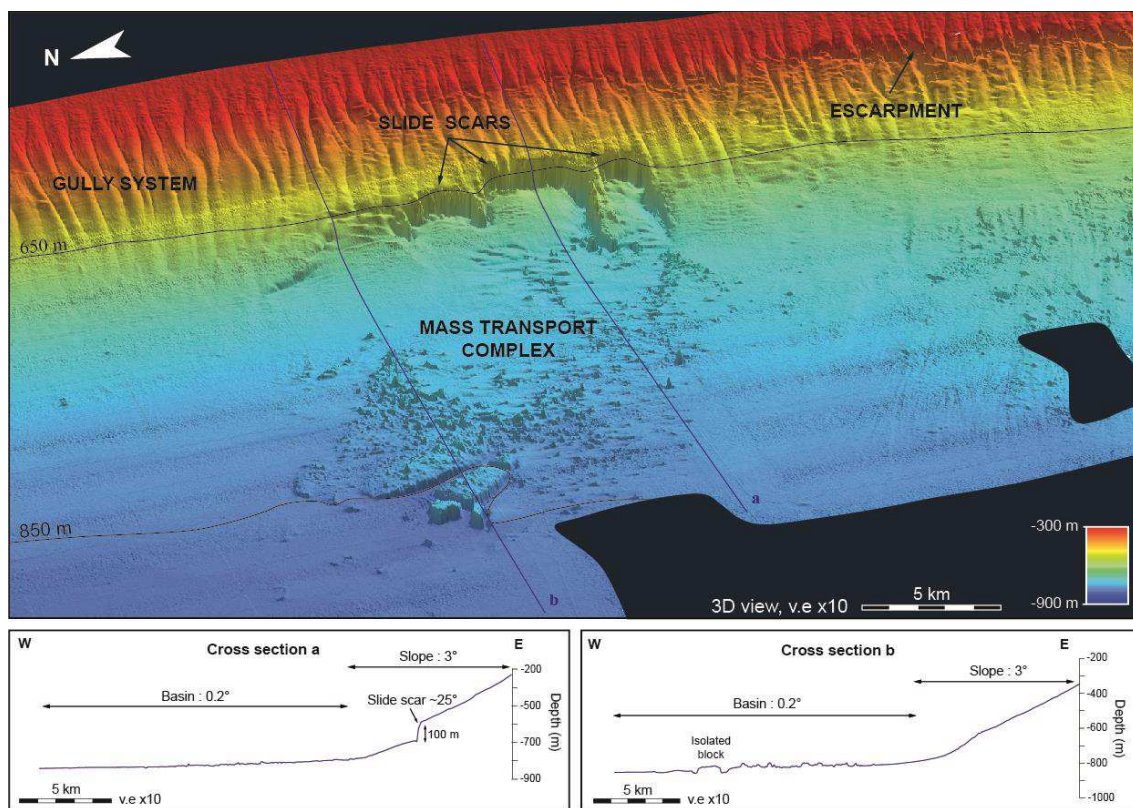 N
SLIDE SCARS
ESCARPMENT
GULLY SYSTEM
650 m
MASS TRANSPORT
COMPLEX
850 m
a
b
3D view, v.e x10
5 km
-300 m
-900 m
W
Cross section a
E
Slope : 3°
Basin : 0.2°
Slide scar ~25°
100 m
-200
-300
-500
-700
-900
Depth (m)
5 km
v.e x10
W
Cross section b
E
Slope : 3°
Basin : 0.2°
Isolated
block
-200
-400
-600
-800
-1000
Depth (m)
5 km
v.e x10